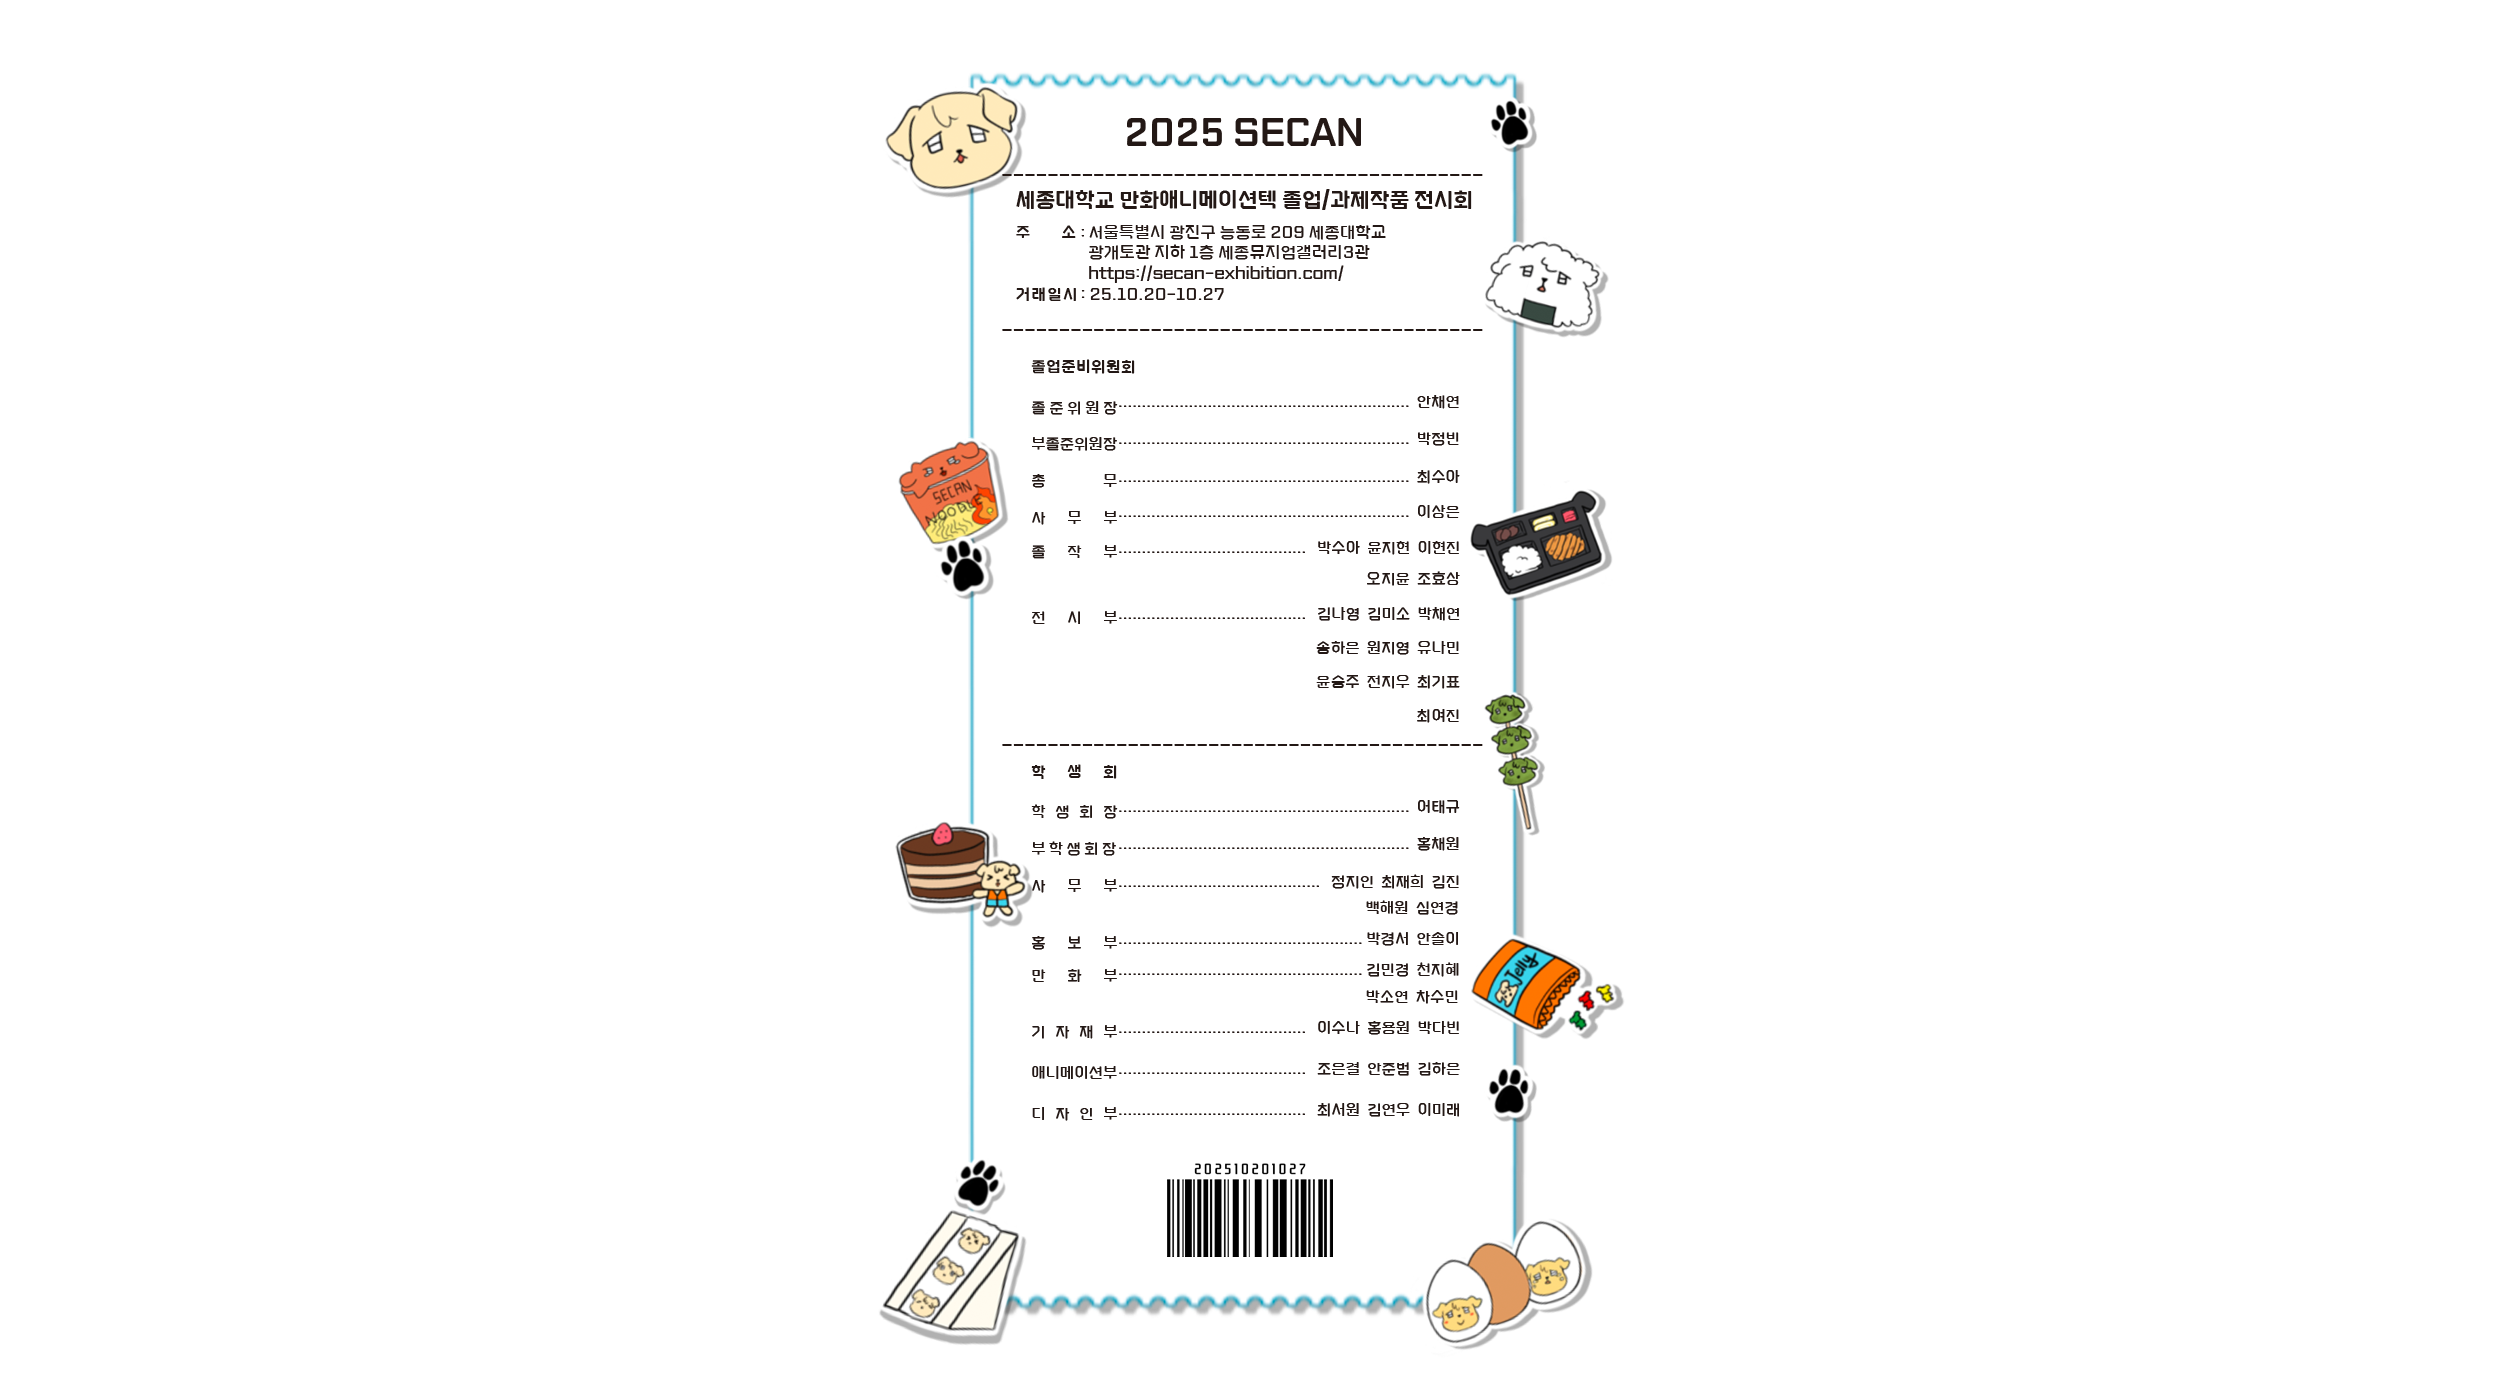 2025 SECAN
세종대학교 만화애니메이션텍 졸업/과제작품 전시회
주 소 : 서울특별시 광진구 능동로 209 세종대학교
광개토관 지하 1층 세종뮤지엄갤러리3관
https://secan-exhibition.com/
거래일시 : 25.10.20-10.27
졸업준비위원회
졸준위원장 안채연
부졸준위원장 박정빈
총 무 최수아
사 무 부 이상은
졸 작 부 박수아 윤지현 이현진
오지윤 조효상
전 시 부 김나영 김미소 박채연
송하은 원지영 유나민
윤승주 전지우 최기표
최여진
학 생 회
학 생 회 장 어태규
부학생회장 홍채원
사 무 부 정지인 최재희 김진
백해원 심연경
홍 보 부 박경서 안솔이
만 화 부 김민경 천지혜
박소연 차수민
기 자 재 부 이수나 홍용원 박다빈
애니메이션부 조은결 안준범 김하은
디 자 인 부 최서원 김연우 이미래
202510201027
SECAN
NOODLE
Jelly